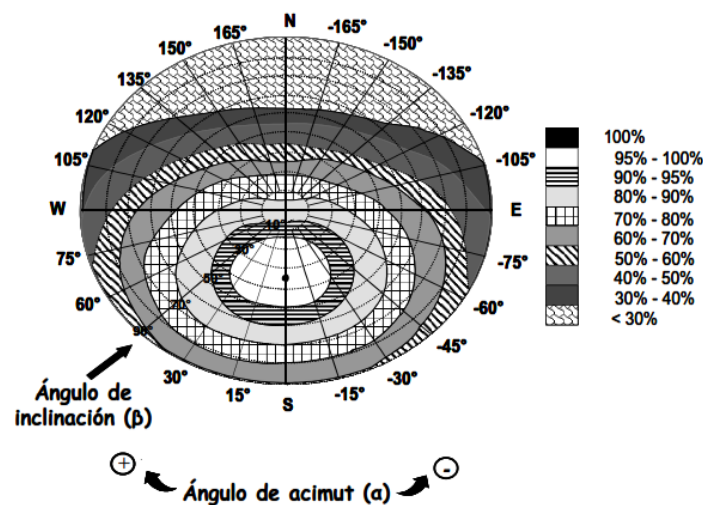 N
165°
-165°
150°
-150°
135°
-135°
120°
-120°
105°
-105°
W
E
75°
-75°
60°
-60°
-45°
30°
-30°
15°
-15°
S
10°
30°
50°
70°
90°
100%
95% - 100%
90% - 95%
80% - 90%
70% - 80%
60% - 70%
50% - 60%
40% - 50%
30% - 40%
< 30%
Ángulo de
inclinación (β)
+
Ángulo de acimut (α)
-